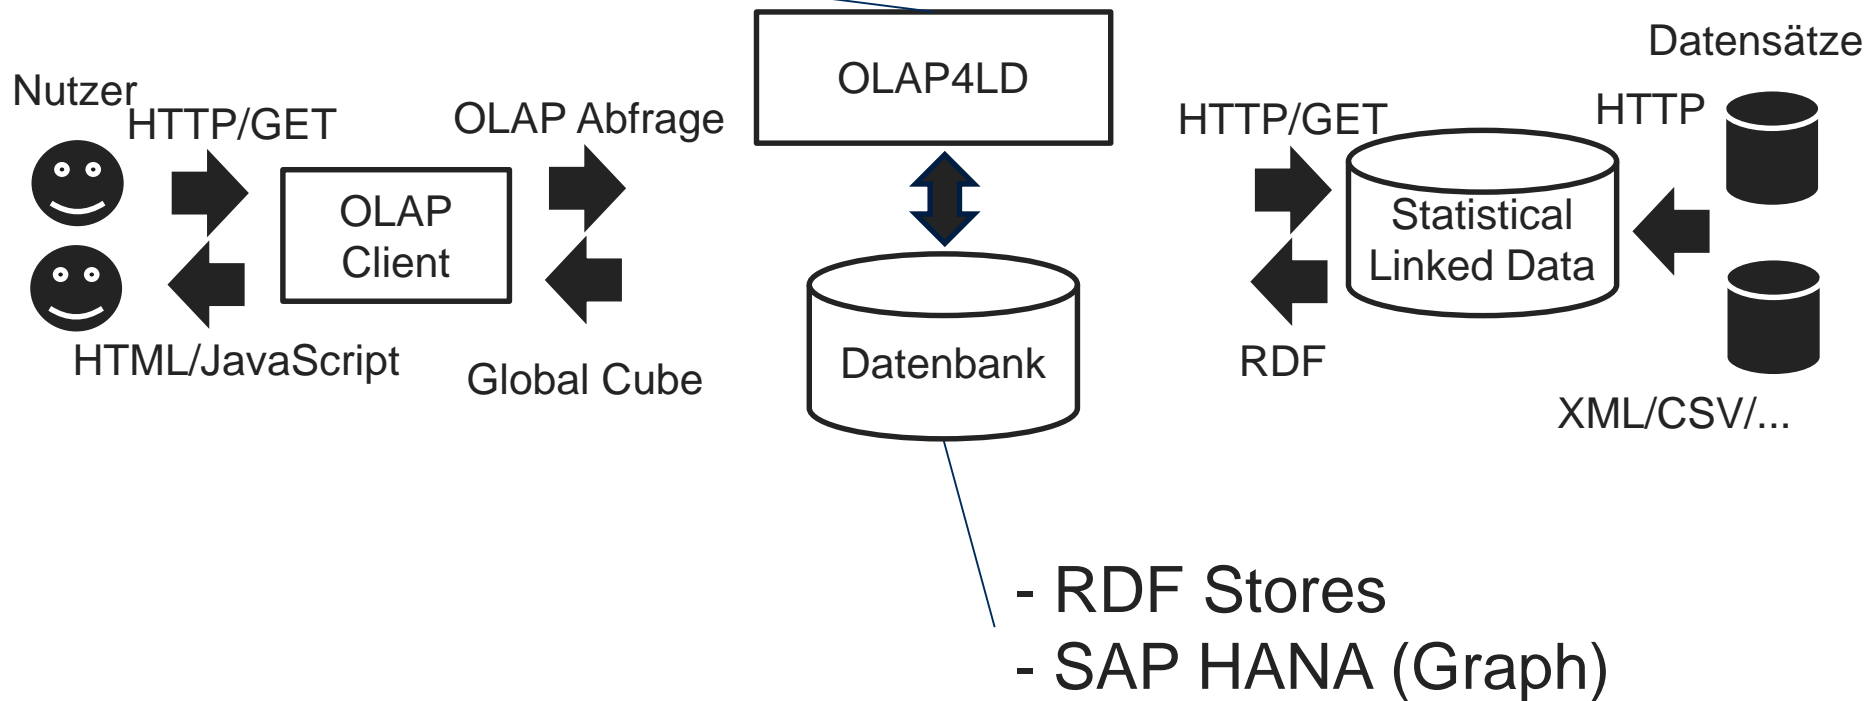 Nutzer
HTTP/GET
HTML/JavaScript
OLAP
Client
OLAP Abfrage
Global Cube
OLAP4LD
Datenbank
- RDF Stores
- SAP HANA (Graph)
HTTP/GET
RDF
Statistical
Linked Data
Datensätze
HTTP
XML/CSV/...